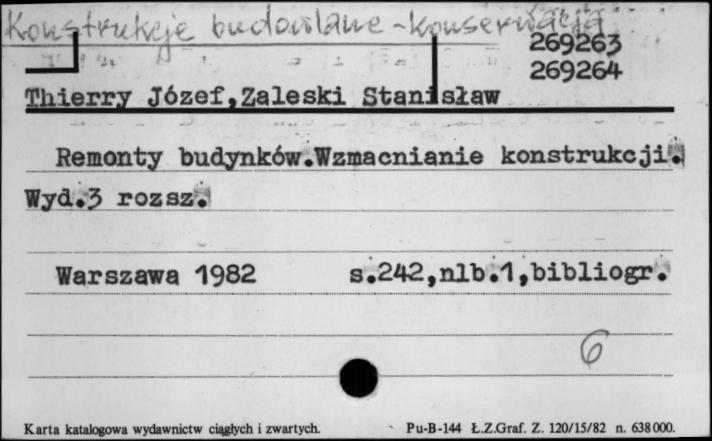 Konstrukcje budowlane - konserwacja
269263
269264
Thierry Józef,Zaleski Stanisław
Remonty budynków.Wzmacnianie konstrukcji.
Wyd.3 rozsz.
Warszawa 1982 s.242,nlb.1,bibliogr.
6
Karta katalogowa wydawnictw ciągłych i zwartych. Pu-B-144 Ł.Z.Graf. Z. 120/15/82 n. 638000.